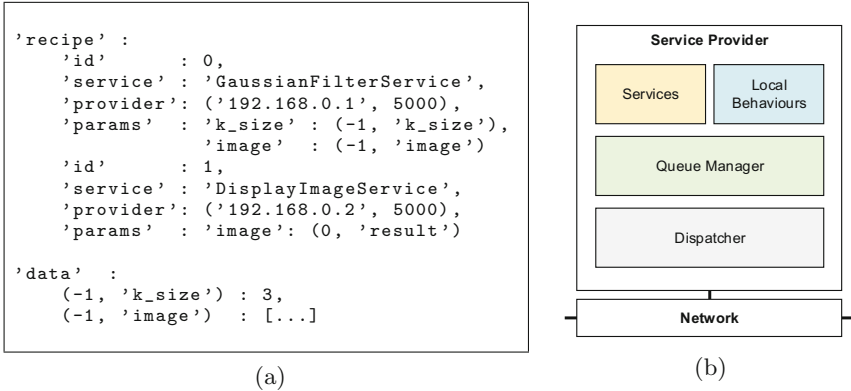 'recipe' :
'id' : 0,
'service' : 'GaussianFilterService',
'provider': ('192.168.0.1', 5000),
'params' : 'k_size' : (-1, 'k_size'),
'image' : (-1, 'image')
'id' : 1,
'service' : 'DisplayImageService',
'provider': ('192.168.0.2', 5000),
'params' : 'image': (0, 'result')
'data' :
(-1, 'k_size') : 3,
(-1, 'image') : [...]
(a)
Service Provider
Services
Local
Behaviours
Queue Manager
Dispatcher
Network
(b)